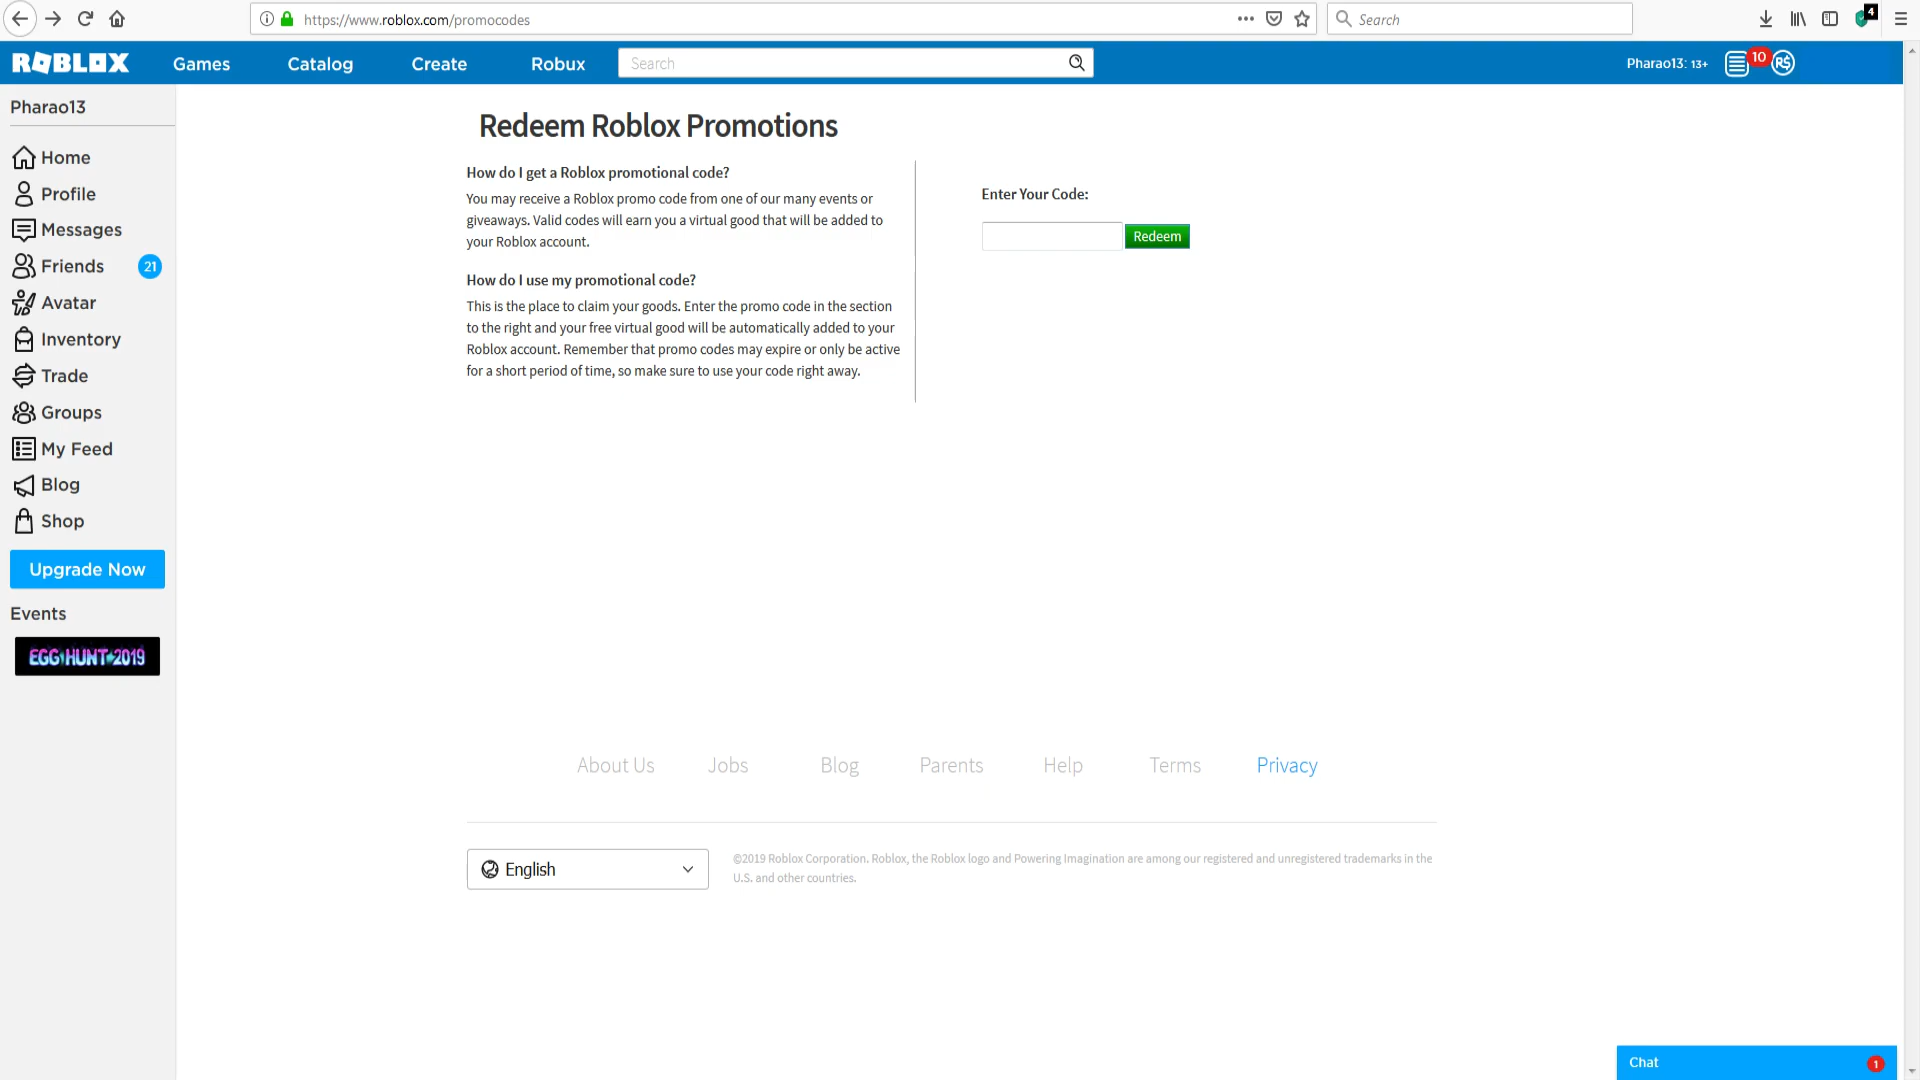 https://www.roblox.com/promocodes
Search
4
ROBLOX
Games
Catalog
Create
Robux
Search
Pharao13: 13+
10
R$
Pharao13
Home
Profile
Messages
Friends
21
Avatar
Inventory
Trade
Groups
My Feed
Blog
Shop
Upgrade Now
Events
EGG HUNT 2019
Redeem Roblox Promotions
How do I get a Roblox promotional code?
You may receive a Roblox promo code from one of our many events or
giveaways. Valid codes will earn you a virtual good that will be added to
your Roblox account.
How do I use my promotional code?
This is the place to claim your goods. Enter the promo code in the section
to the right and your free virtual good will be automatically added to your
Roblox account. Remember that promo codes may expire or only be active
for a short period of time, so make sure to use your code right away.
Enter Your Code:
Redeem
About Us
Jobs
Blog
Parents
Help
Terms
Privacy
English
©2019 Roblox Corporation. Roblox, the Roblox logo and Powering Imagination are among our registered and unregistered trademarks in the
U.S. and other countries.
Chat
1